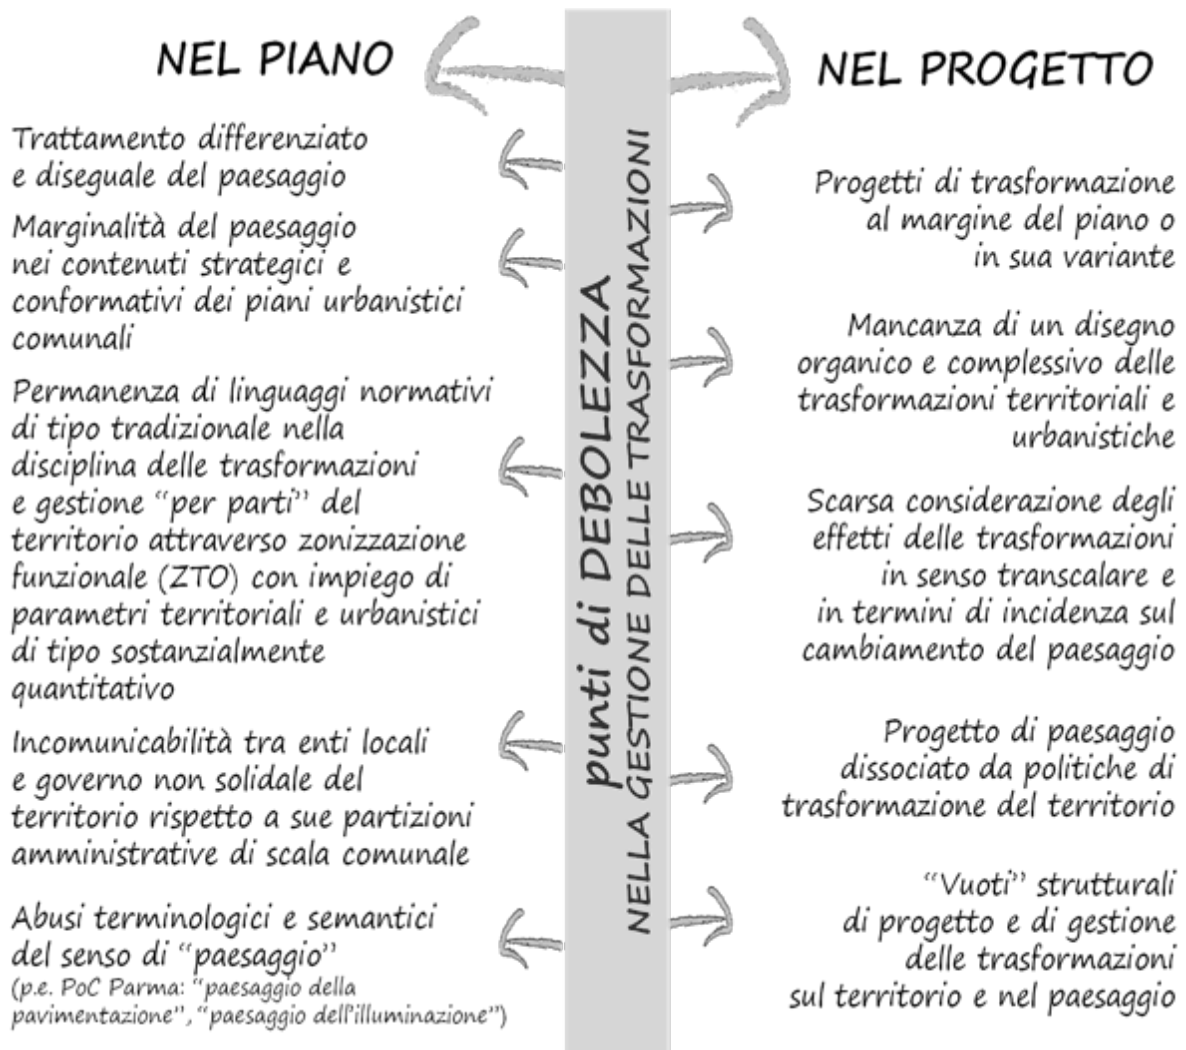 NEL PIANO
Trattamento differenziato
e diseguale del paesaggio
Marginalità del paesaggio
nei contenuti strategici e
conformativi dei piani urbanistici
comunali
Permanenza di linguaggi normativi
di tipo tradizionale nella
disciplina delle trasformazioni
e gestione “per parti” del
territorio attraverso zonizzazione
funzionale (ZTO) con impiego di
parametri territoriali e urbanistici
di tipo sostanzialmente
quantitativo
Incomunicabilità tra enti locali
e governo non solidale del
territorio rispetto a sue partizioni
amministrative di scala comunale
Abusi terminologici e semantici
del senso di “paesaggio”
(p.e. PoC Parma: “paesaggio della
pavimentazione”, “paesaggio dell'illuminazione”)
punti di DEBOLEZZA
NELLA GESTIONE DELLE TRASFORMAZIONI
NEL PROGETTO
Progetti di trasformazione
al margine del piano o
in sua variante
Mancanza di un disegno
organico e complessivo delle
trasformazioni territoriali e
urbanistiche
Scarsa considerazione degli
effetti delle trasformazioni
in senso transcalare e
in termini di incidenza sul
cambiamento del paesaggio
Progetto di paesaggio
dissociato da politiche di
trasformazione del territorio
“Vuoti” strutturali
di progetto e di gestione
delle trasformazioni
sul territorio e nel paesaggio